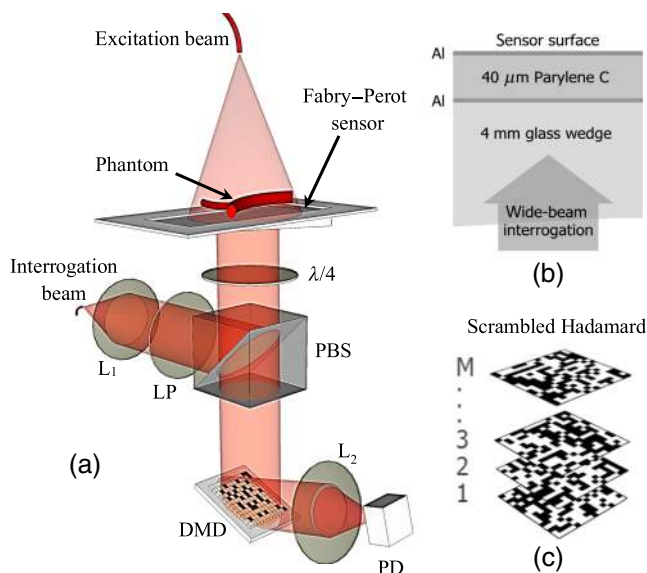 Excitation beam
Fabry–Perot
sensor
Phantom
Interrogation
beam
λ/4
PBS
L1
LP
(a)
L2
DMD
PD
Sensor surface
Al
40 μm Parylene C
Al
4 mm glass wedge
Wide-beam
interrogation
(b)
Scrambled Hadamard
M
.
.
.
3
2
1
(c)